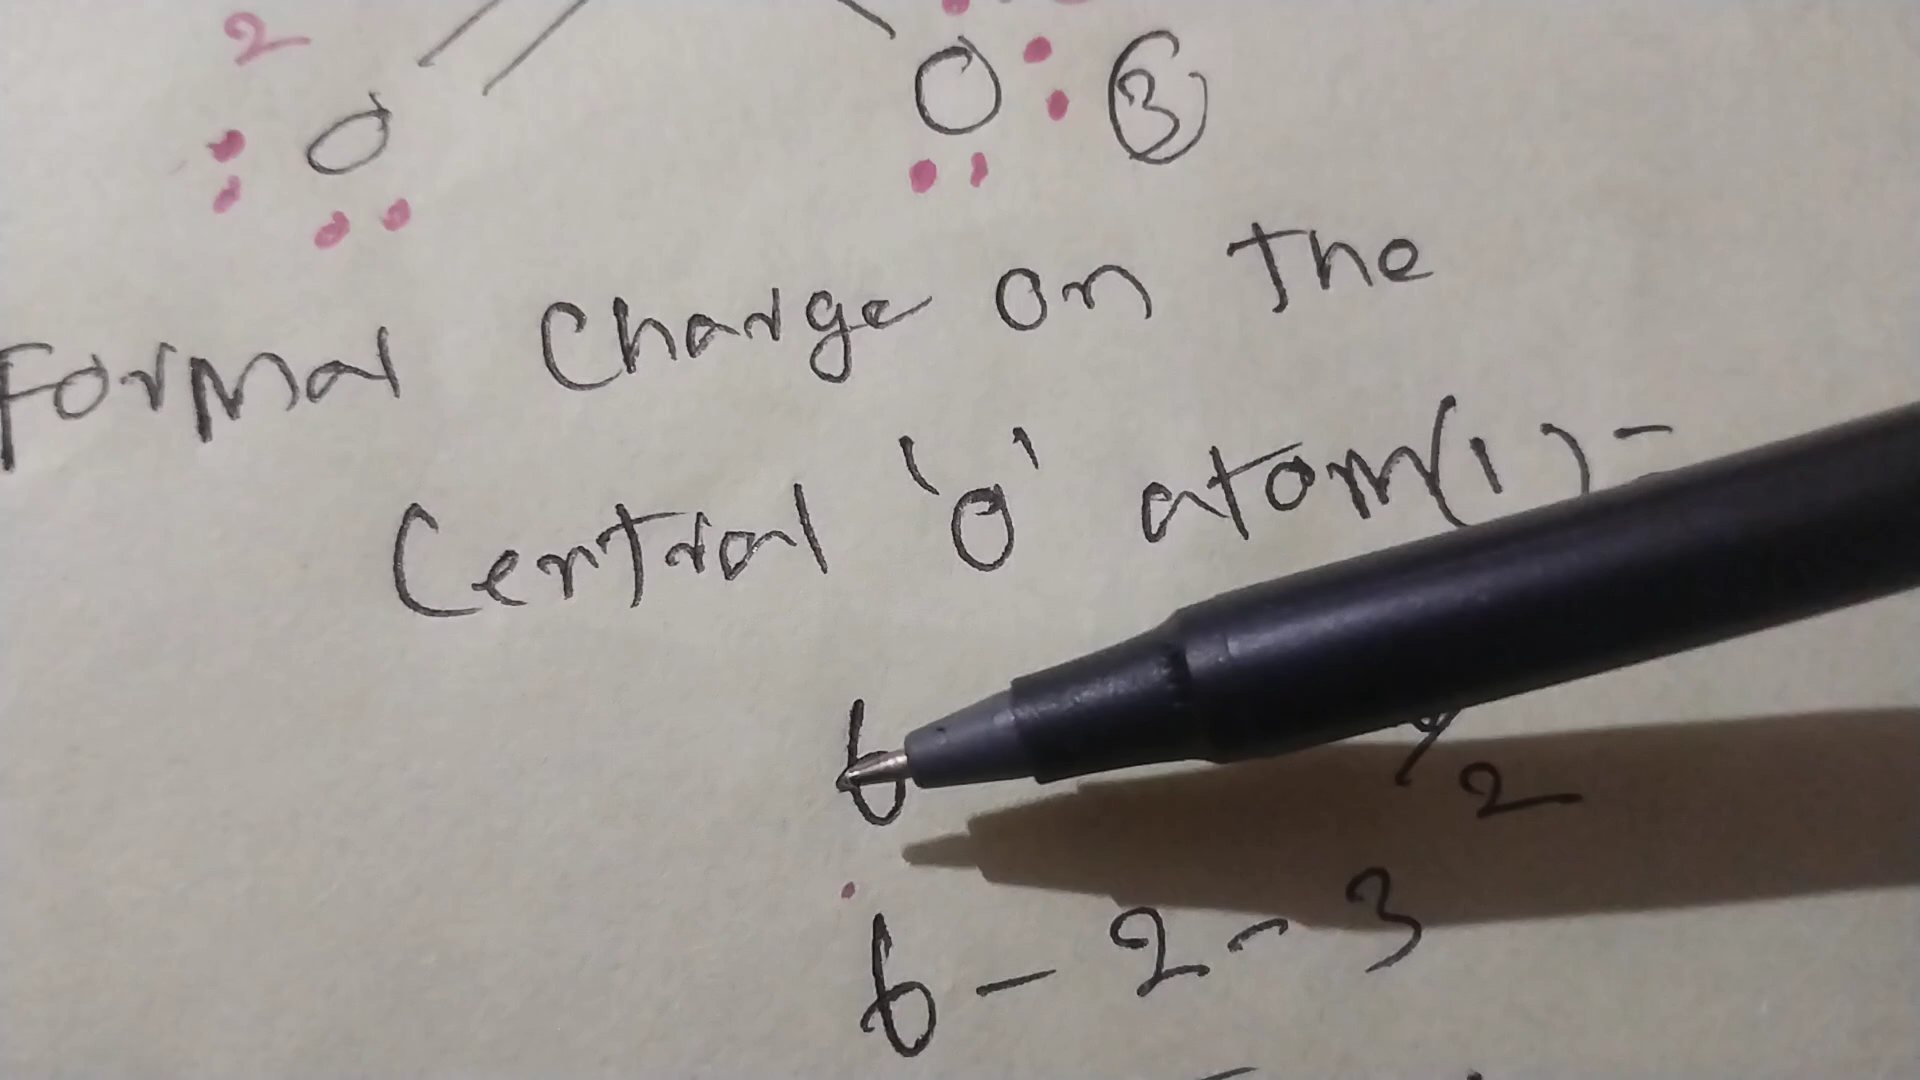 2
O O 3
Formal Charge on The
Central 'O' atom(1) =
6 2
6 - 2 - 3